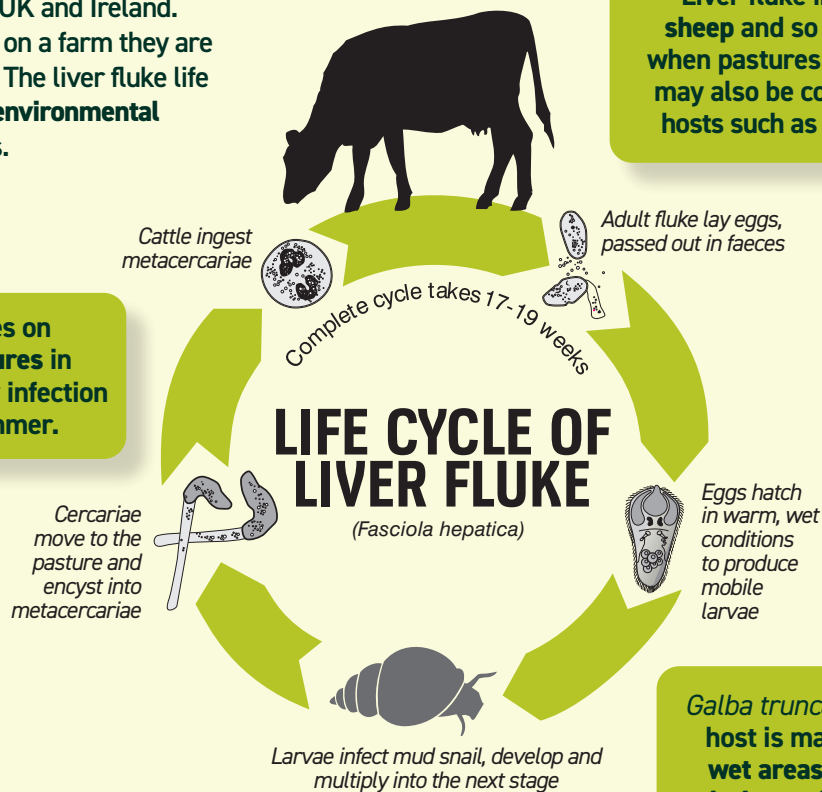 UK and Ireland.
on a farm they are
The liver fluke life
environmental
Liver fluke
sheep and so
when pastures
may also be
hosts such as
Cattle ingest
metacercariae
Adult fluke lay eggs,
passed out in faeces
Complete cycle takes 17-19 weeks
es on
ures in
infection
mmer.
LIFE CYCLE OF
LIVER FLUKE
(Fasciola hepatica)
Cercariae
move to the
pasture and
encyst into
metacercariae
Eggs hatch
in warm, wet
conditions
to produce
mobile
larvae
Larvae infect mud snail, develop and
multiply into the next stage
Galba trunc
host is ma
wet areas